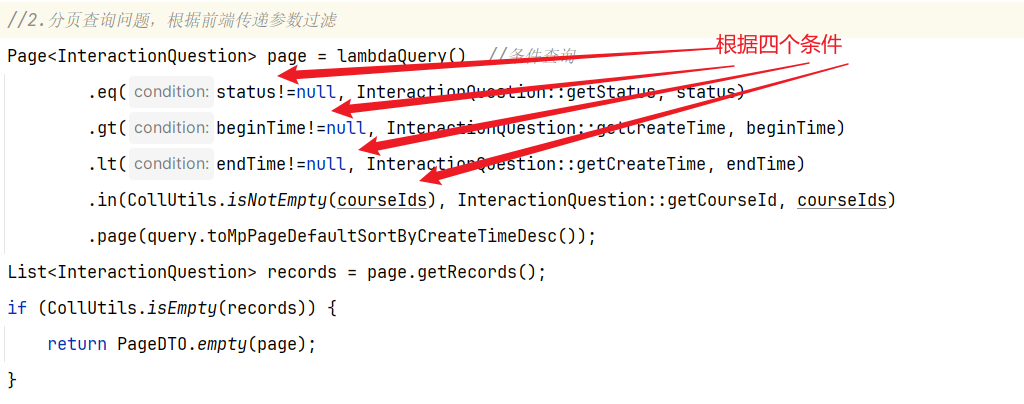 //2.分页查询问题，根据前端传递参数过滤
Page<InteractionQuestion> page = lambdaQuery() //条件查询
根据四个条件
.eq( condition: status!=null, InteractionQuestion::getStatus, status)
.gt( condition: beginTime!=null, InteractionQuestion::getCreateTime, beginTime)
.lt( condition: endTime!=null, InteractionQuestion::getCreateTime, endTime)
.in(CollUtils.isNotEmpty(courseIds), InteractionQuestion::getCourseId, courseIds)
.page(query.toMpPageDefaultSortByCreateTimeDesc());
List<InteractionQuestion> records = page.getRecords();
if (CollUtils.isEmpty(records)) {
return PageDTO.empty(page);
}